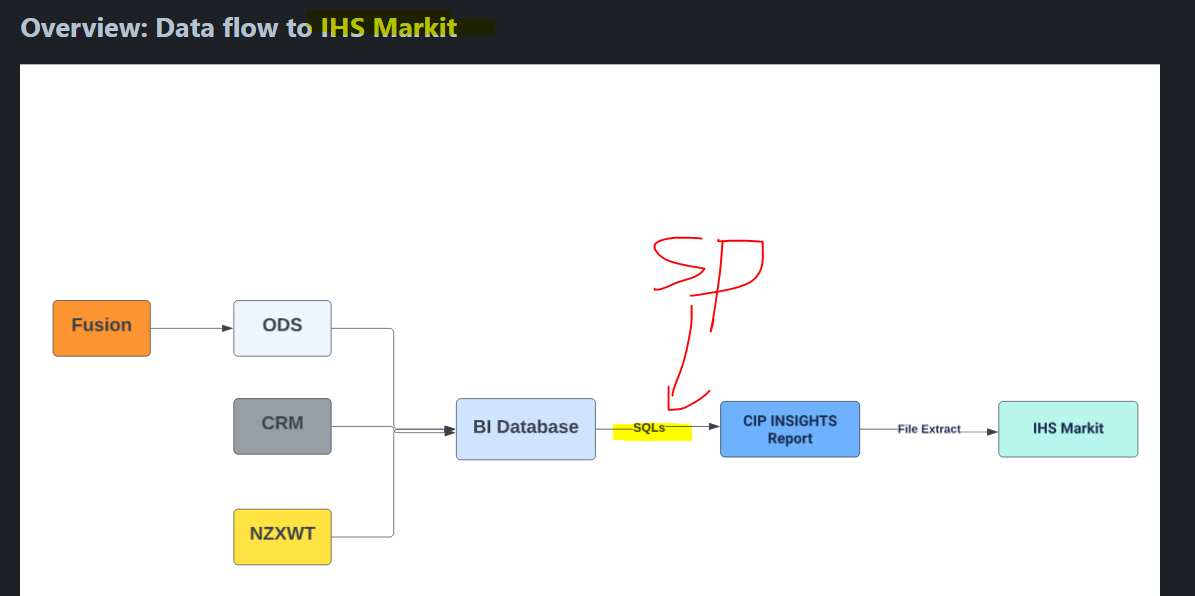 Overview: Data flow to IHS Markit
SP
Fusion
ODS
CRM
NZXWT
BI Database
SQLs
CIP INSIGHTS
Report
File Extract
IHS Markit